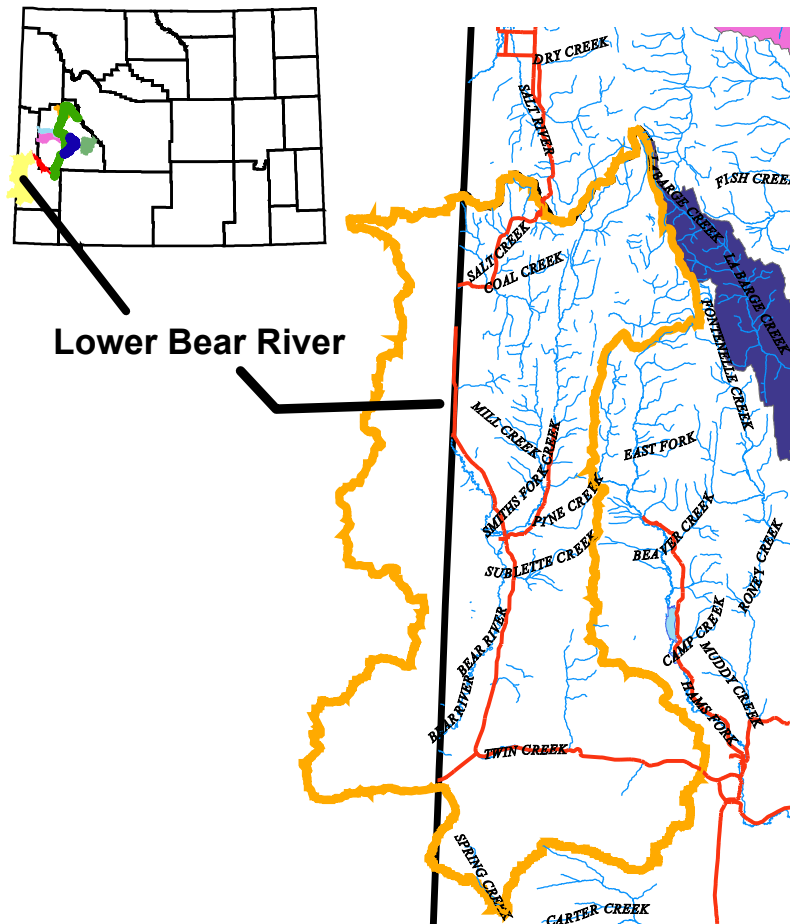 DRY CREEK
SALT RIVER
LA BARGE CREEK
FISH CREEK
SALT CREEK
COAL CREEK
LA BARGE CREEK
Lower Bear River
FONTENELLE CREEK
MILL CREEK
EAST FORK
SMITHS FORK CREEK
PINE CREEK
BEAVER CREEK
SUBLETTE CREEK
RONEY CREEK
BEAR RIVER
CAMP CREEK
MUDDY CREEK
BEAR RIVER
HAMS FORK
TWIN CREEK
SPRING CREEK
CARTER CREEK